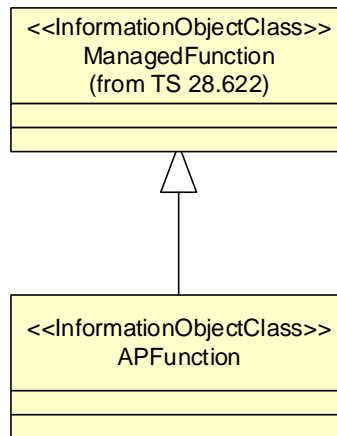 <<InformationObjectClass>>
ManagedFunction
(from TS 28.622)
<<InformationObjectClass>>
APFunction